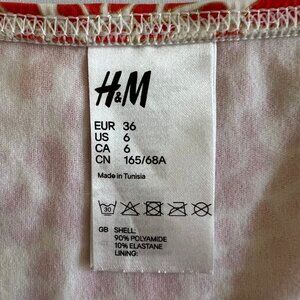 H&M
EUR 36
US 6
CA 6
CN 165/68A
Made in Tunisia
30
GB SHELL:
90% POLYAMIDE
10% ELASTANE
LINING: